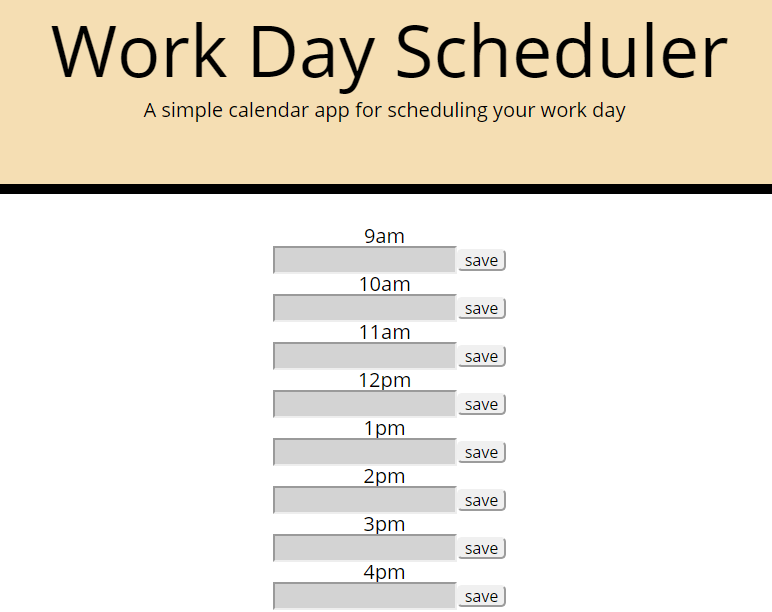 Work Day Scheduler
A simple calendar app for scheduling your work day
9am
save
10am
save
11am
save
12pm
save
1pm
save
2pm
save
3pm
save
4pm
save